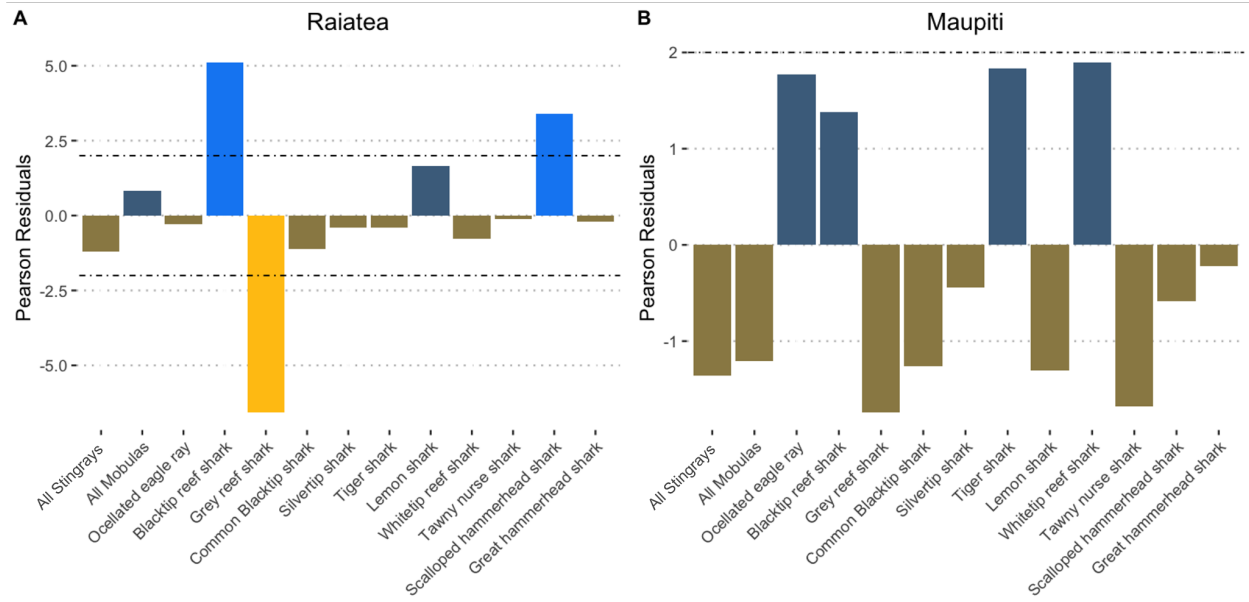 A
Raiatea
Pearson Residuals
5.0
2.5
0.0
-2.5
-5.0
All Stingrays
All Mobulas
Ocellated eagle ray
Blacktip reef shark
Grey reef shark
Common Blacktip shark
Silvertip shark
Tiger shark
Lemon shark
Whitetip reef shark
Tawny nurse shark
Scalloped hammerhead shark
Great hammerhead shark
B
Maupiti
Pearson Residuals
2
1
0
-1
All Stingrays
All Mobulas
Ocellated eagle ray
Blacktip reef shark
Grey reef shark
Common Blacktip shark
Silvertip shark
Tiger shark
Lemon shark
Whitetip reef shark
Tawny nurse shark
Scalloped hammerhead shark
Great hammerhead shark